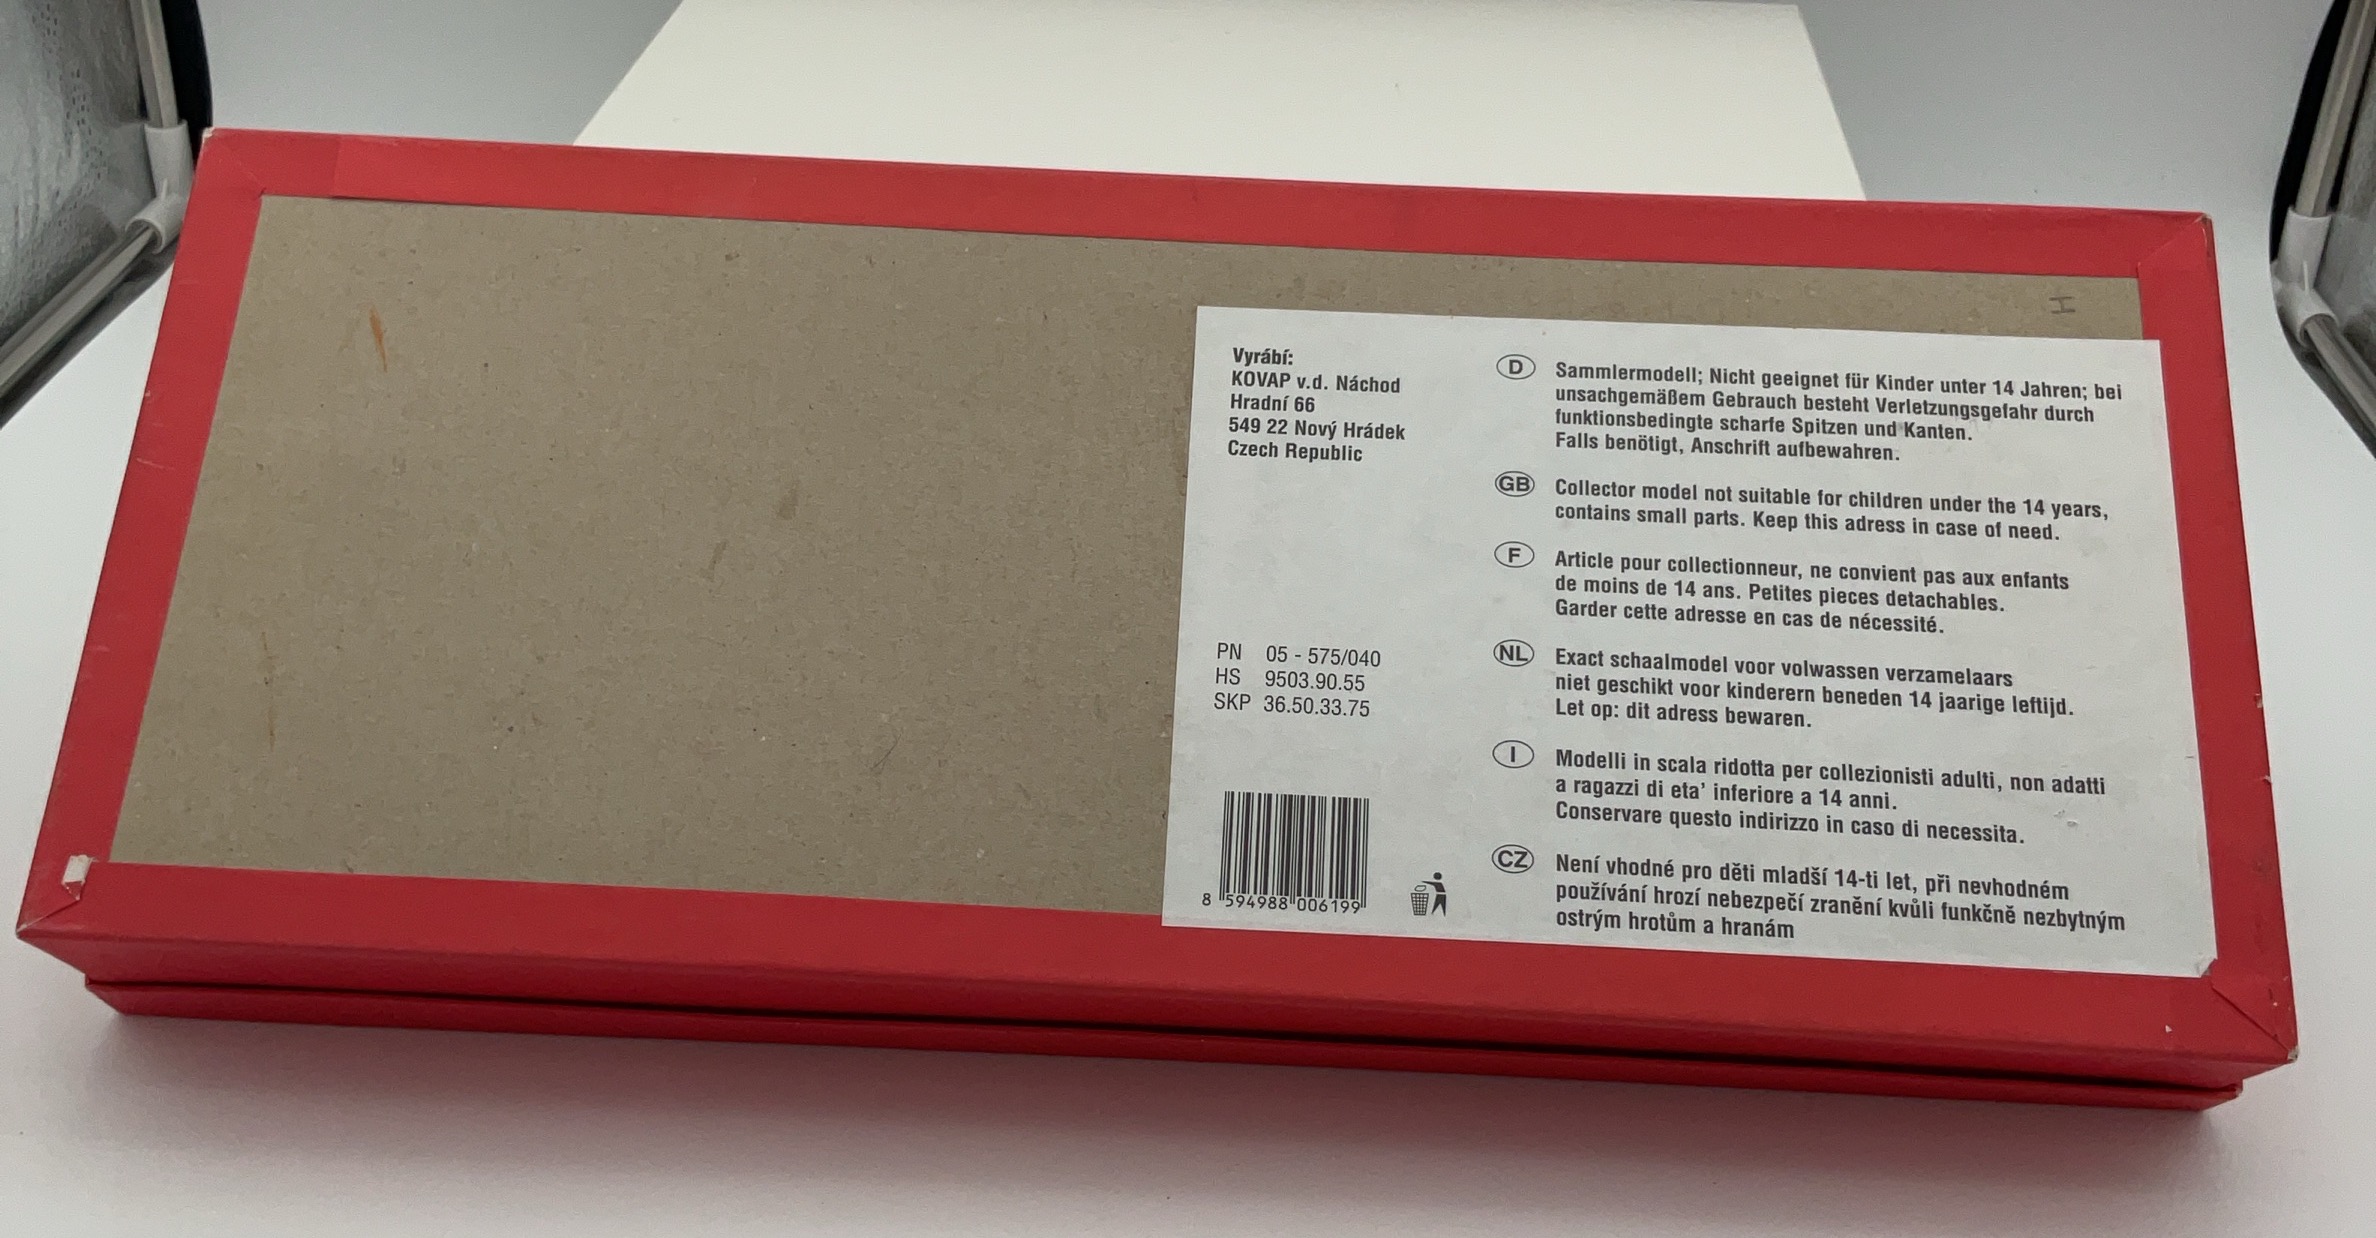 Vyrábí:
KOVAP v.d. Náchod
Hradní 66
549 22 Nový Hrádek
Czech Republic
PN 05 - 575/040
HS 9503.90.55
SKP 36.50.33.75
8 594988 006199
D Sammlermodell; Nicht geeignet für Kinder unter 14 Jahren; bei
unsachgemäßem Gebrauch besteht Verletzungsgefahr durch
funktionsbedingte scharfe Spitzen und Kanten.
Falls benötigt, Anschrift aufbewahren.
GB Collector model not suitable for children under the 14 years,
contains small parts. Keep this adress in case of need.
F Article pour collectionneur, ne convient pas aux enfants
de moins de 14 ans. Petites pieces detachables.
Garder cette adresse en cas de nécessité.
NL Exact schaalmodel voor volwassen verzamelaars
niet geschikt voor kinderern beneden 14 jaarige leftijd.
Let op: dit adress bewaren.
I Modelli in scala ridotta per collezionisti adulti, non adatti
a ragazzi di eta' inferiore a 14 anni.
Conservare questo indirizzo in caso di necessita.
CZ Není vhodné pro děti mladší 14-ti let, při nevhodném
používání hrozí nebezpečí zranění kvůli funkčně nezbytným
ostrým hrotům a hranám